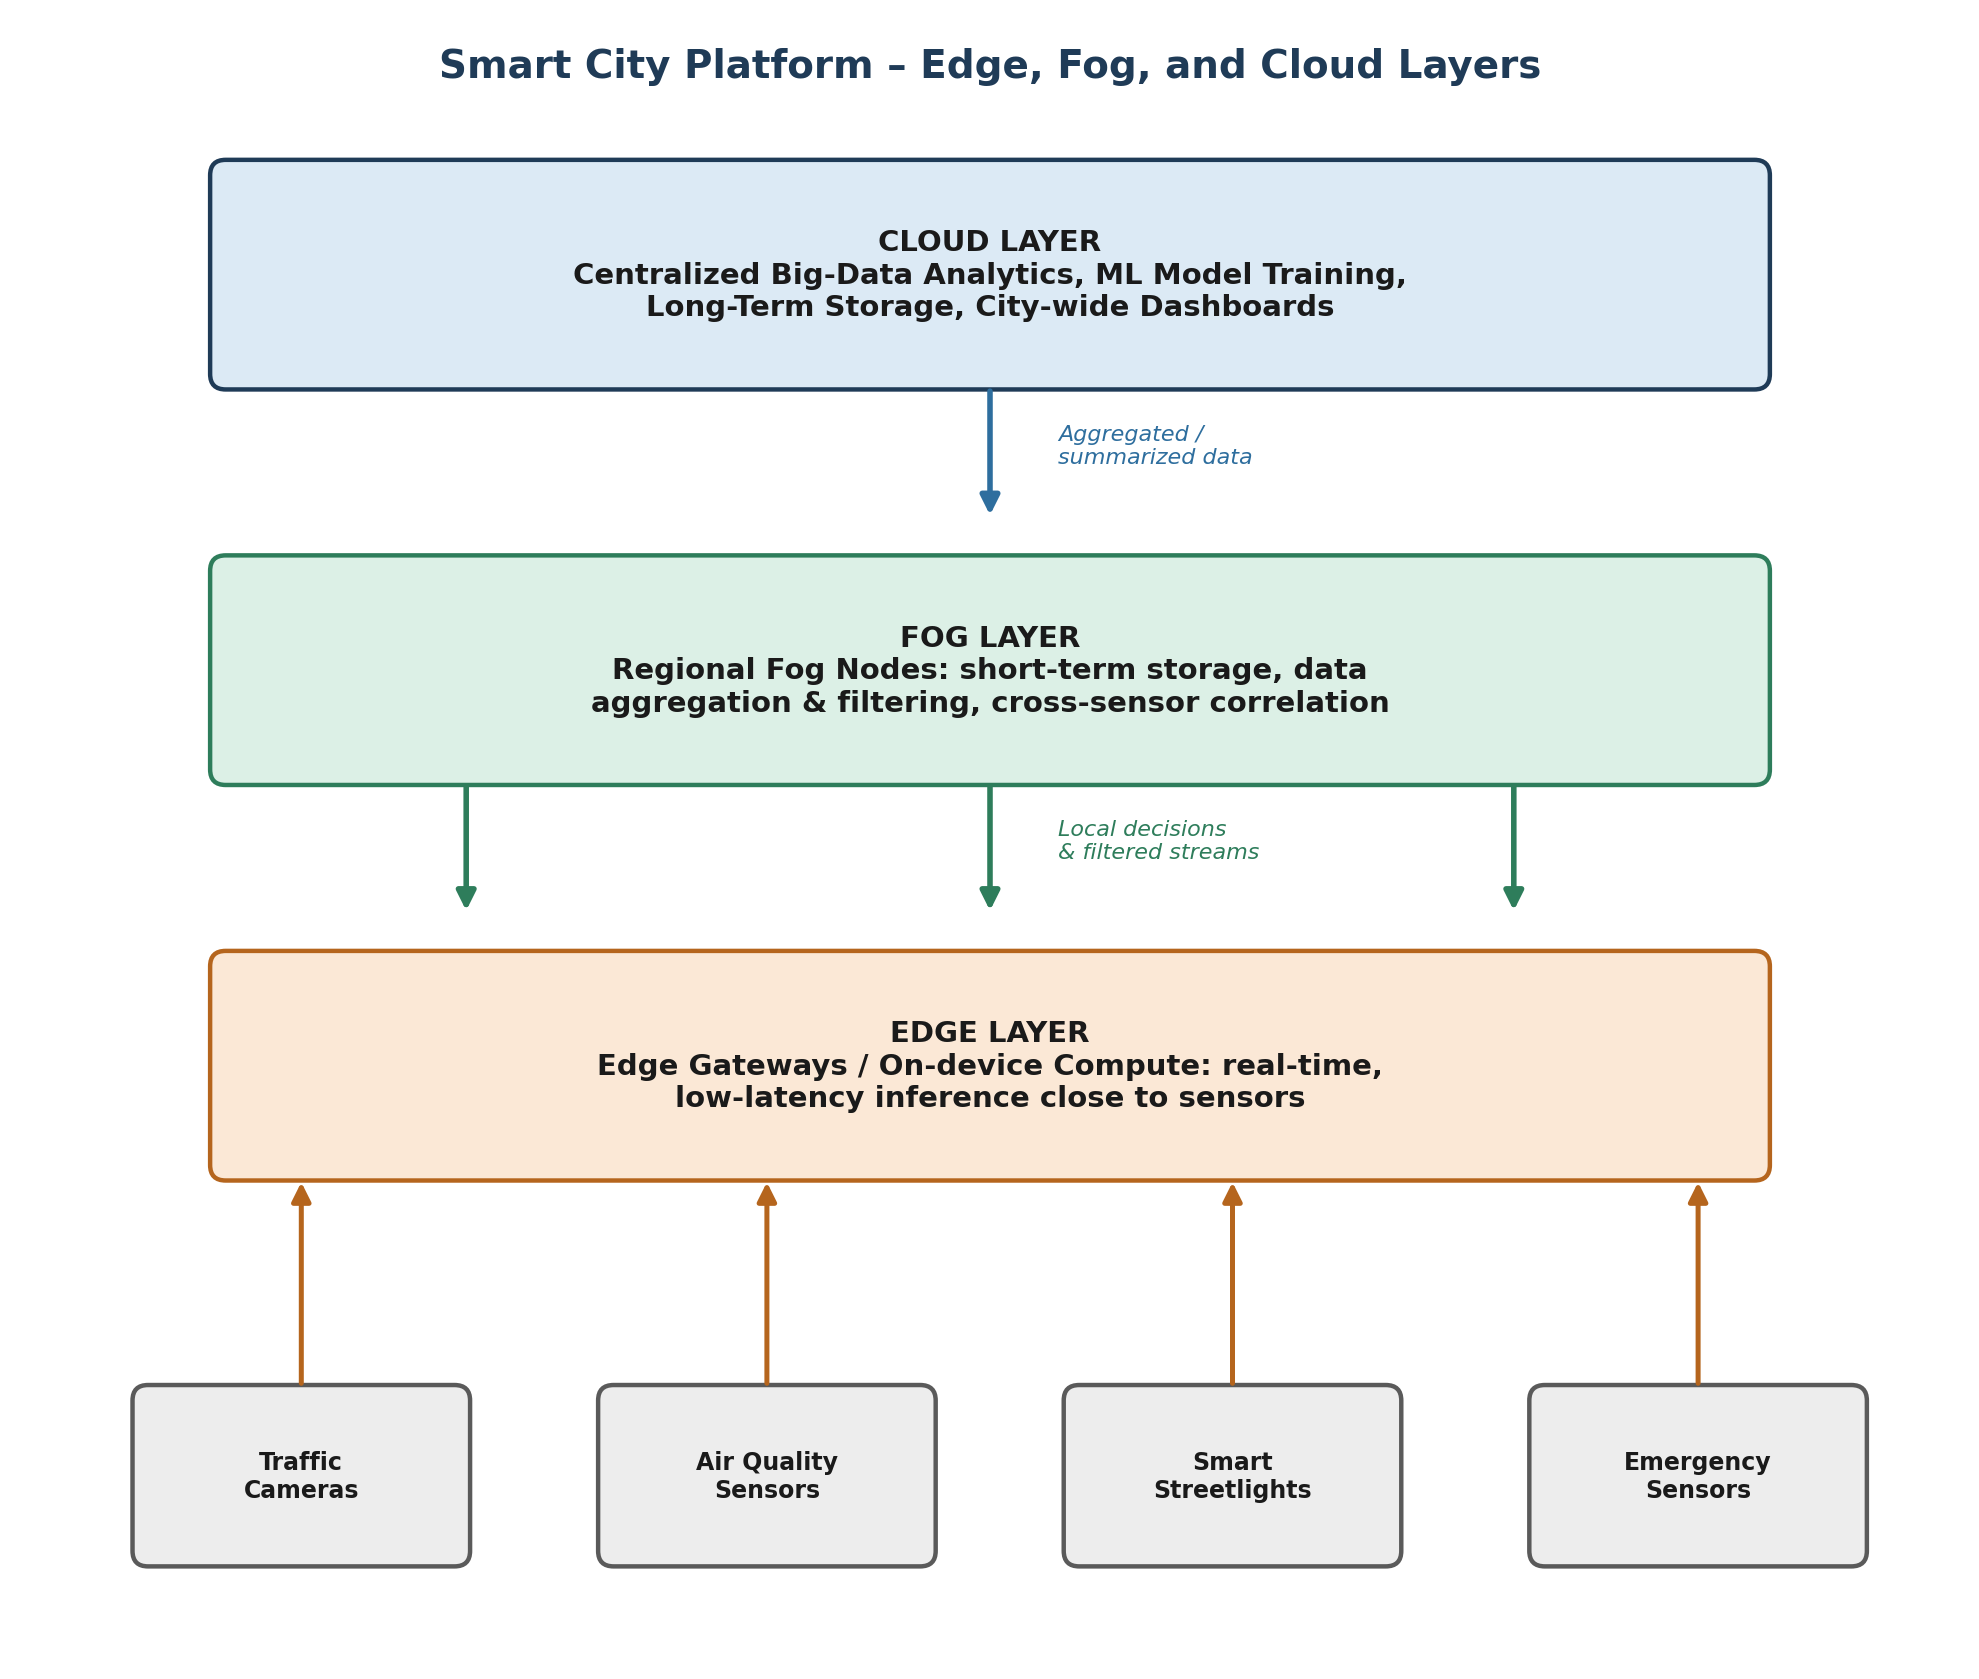 Smart City Platform – Edge, Fog, and Cloud Layers
CLOUD LAYER
Centralized Big-Data Analytics, ML Model Training,
Long-Term Storage, City-wide Dashboards
Aggregated /
summarized data
FOG LAYER
Regional Fog Nodes: short-term storage, data
aggregation & filtering, cross-sensor correlation
Local decisions
& filtered streams
EDGE LAYER
Edge Gateways / On-device Compute: real-time,
low-latency inference close to sensors
Traffic
Cameras
Air Quality
Sensors
Smart
Streetlights
Emergency
Sensors